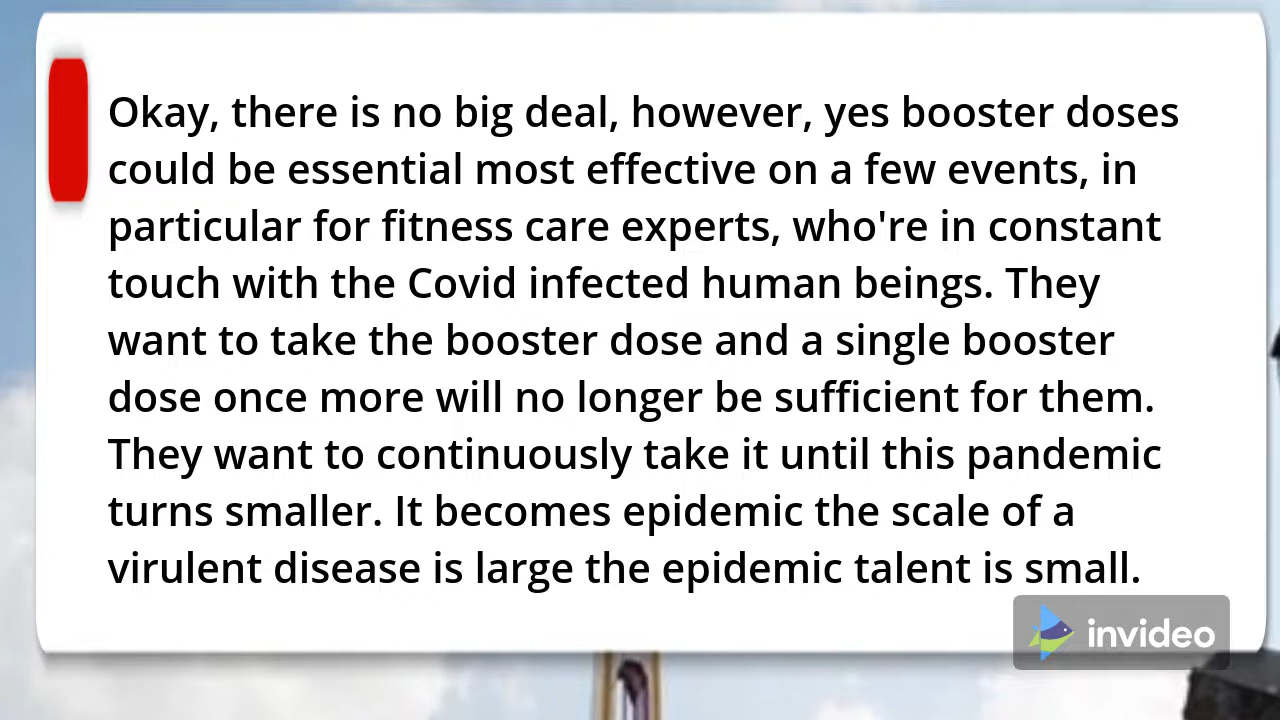 Okay, there is no big deal, however, yes booster doses
could be essential most effective on a few events, in
particular for fitness care experts, who're in constant
touch with the Covid infected human beings. They
want to take the booster dose and a single booster
dose once more will no longer be sufficient for them.
They want to continuously take it until this pandemic
turns smaller. It becomes epidemic the scale of a
virulent disease is large the epidemic talent is small.
invideo